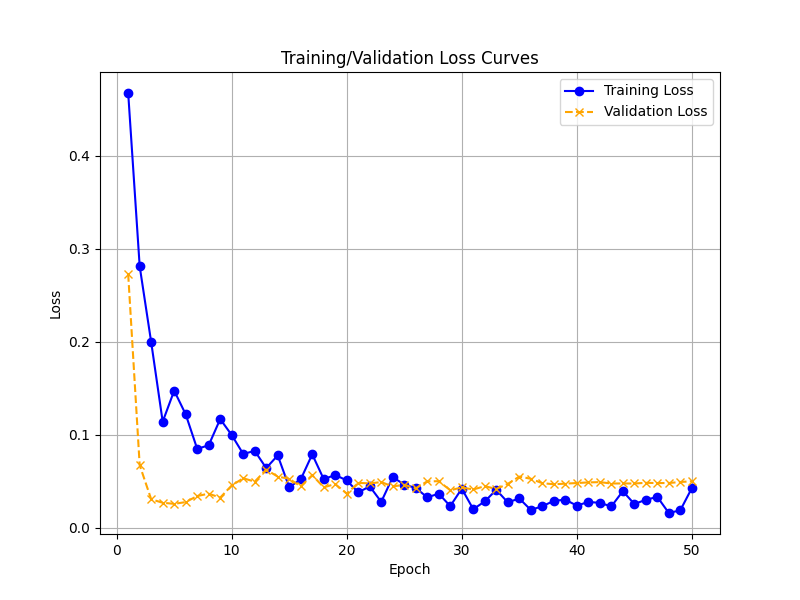 Training/Validation Loss Curves
Training Loss
Validation Loss
0.4
0.3
0.2
0.1
0.0
Loss
0
10
20
30
40
50
Epoch